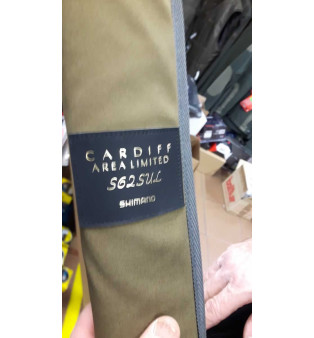 CARDIFF
AREA LIMITED
S62SUL
SHIMANO